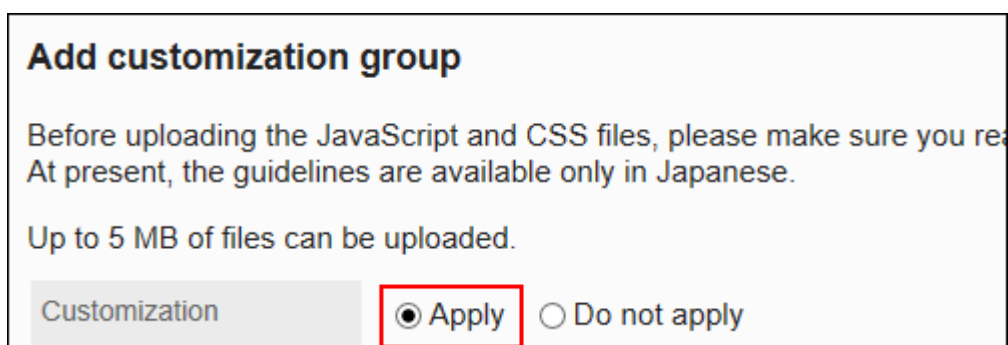 Add customization group
Before uploading the JavaScript and CSS files, please make sure you
At present, the guidelines are available only in Japanese.
Up to 5 MB of files can be uploaded.
Customization
Apply
Do not apply